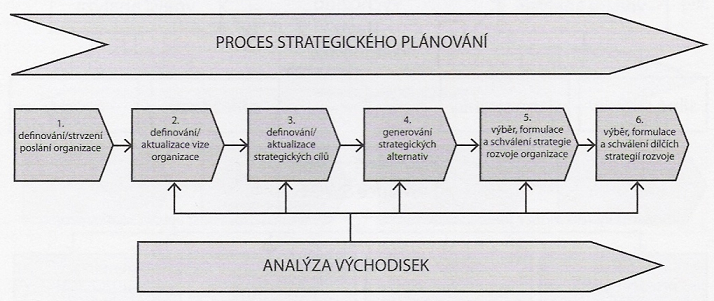 PROCES STRATEGICKÉHO PLÁNOVÁNÍ
1.
definování/strvzení
poslání organizace
2.
definování/
aktualizace vize
organizace
3.
definování/
aktualizace
strategických cílů
4.
generování
strategických
alternativ
5.
výběr, formulace
a schválení strategie
rozvoje organizace
6.
výběr, formulace
a schválení dílčích
strategií rozvoje
ANALÝZA VÝCHODISEK